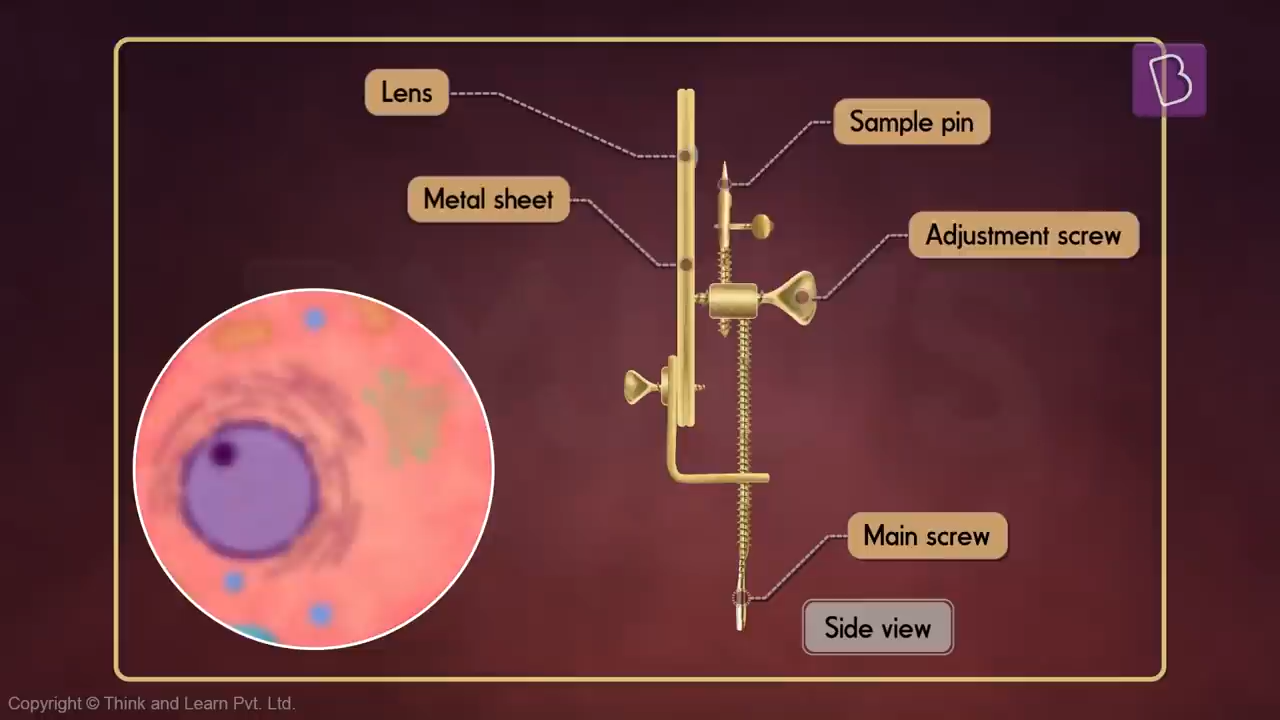 Lens
Sample pin
Metal sheet
Adjustment screw
Main screw
Side view
Copyright © Think and Learn Pvt. Ltd.